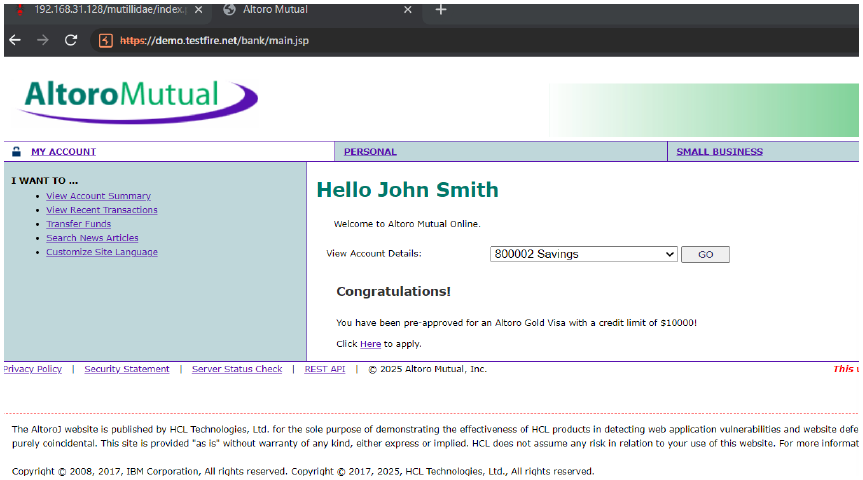 192.168.31.128/mutillidae/index.p
Altoro Mutual
https://demo.testfire.net/bank/main.jsp
AltoroMutual
MY ACCOUNT
PERSONAL
SMALL BUSINESS
I WANT TO ...
View Account Summary
View Recent Transactions
Transfer Funds
Search News Articles
Customize Site Language
Hello John Smith
Welcome to Altoro Mutual Online.
View Account Details:
800002 Savings
GO
Congratulations!
You have been pre-approved for an Altoro Gold Visa with a credit limit of $10000!
Click Here to apply.
Privacy Policy | Security Statement | Server Status Check | REST API | © 2025 Altoro Mutual, Inc.
This
The AltoroJ website is published by HCL Technologies, Ltd. for the sole purpose of demonstrating the effectiveness of HCL products in detecting web application vulnerabilities and website defe
purely coincidental. This site is provided "as is" without warranty of any kind, either express or implied. HCL does not assume any risk in relation to your use of this website. For more informat
Copyright © 2008, 2017, IBM Corporation, All rights reserved. Copyright © 2017, 2025, HCL Technologies, Ltd., All rights reserved.